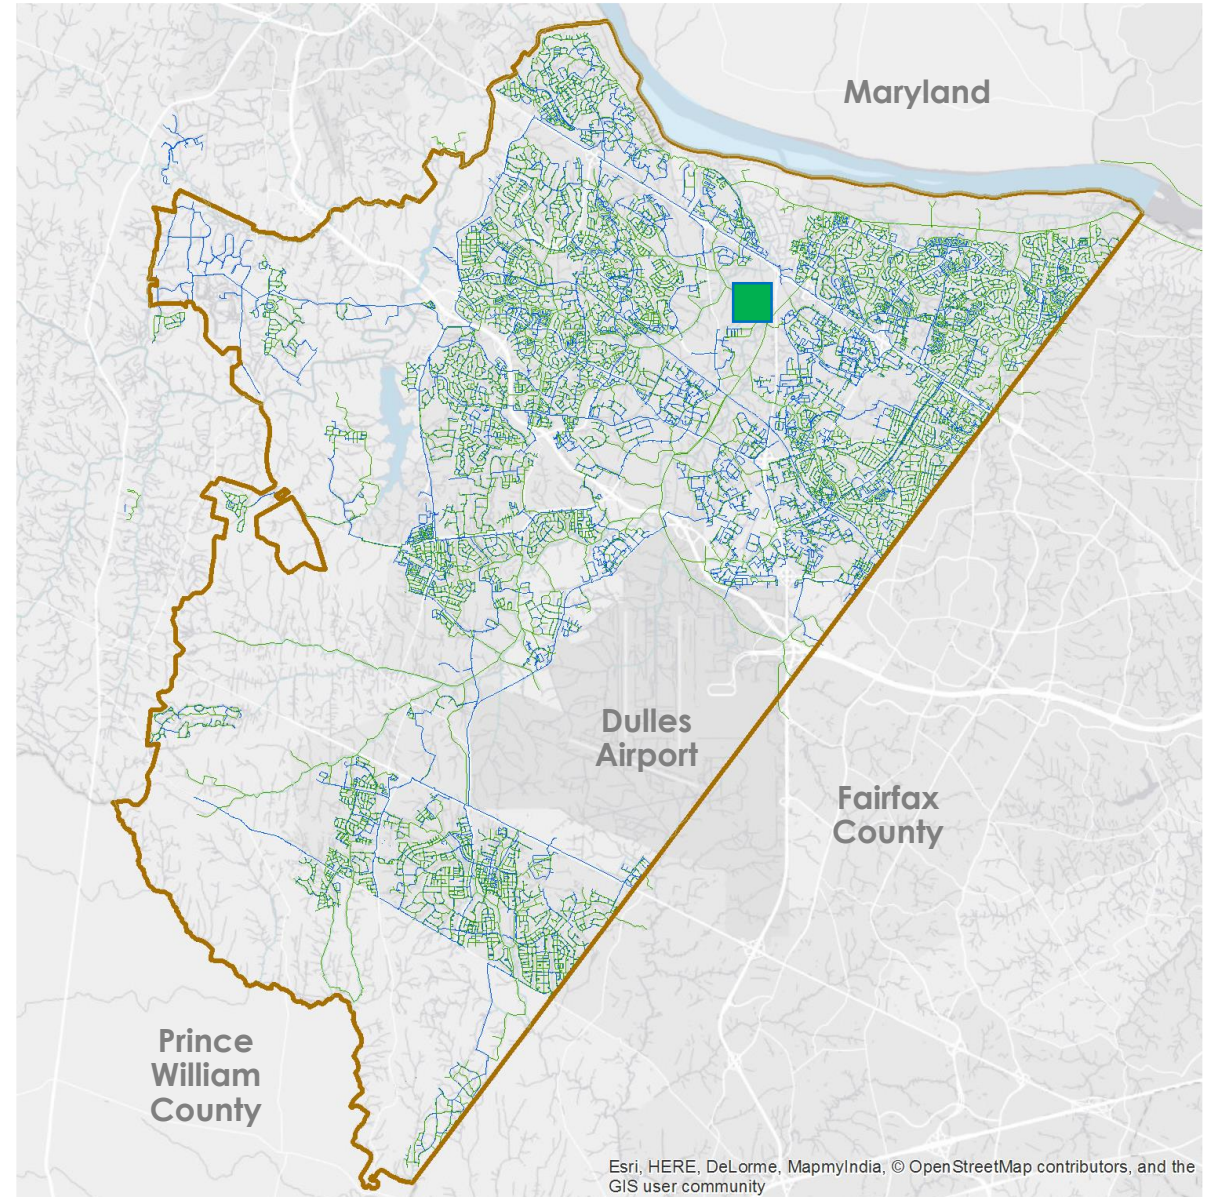 Maryland
Dulles
Airport
Fairfax
County
Prince
William
County
Esri, HERE, DeLorme, MapmyIndia, © OpenStreetMap contributors, and the
GIS user community